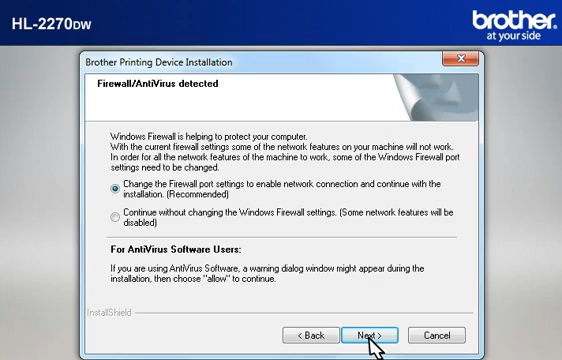 HL-2270DW
brother
at your side
Brother Printing Device Installation
Firewall/AntiVirus detected
Windows Firewall is helping to protect your computer.
With the current firewall settings some of the network features on your machine will not work.
In order for all the network features of the machine to work, some of the Windows Firewall port
settings need to be changed.
Change the Firewall port settings to enable network connection and continue with the
installation. (Recommended)
Continue without changing the Windows Firewall settings. (Some network features will be
disabled)
For AntiVirus Software Users:
If you are using AntiVirus Software, a warning dialog window might appear during the
installation, then choose "allow" to continue.
InstallShield
< Back
Next >
Cancel